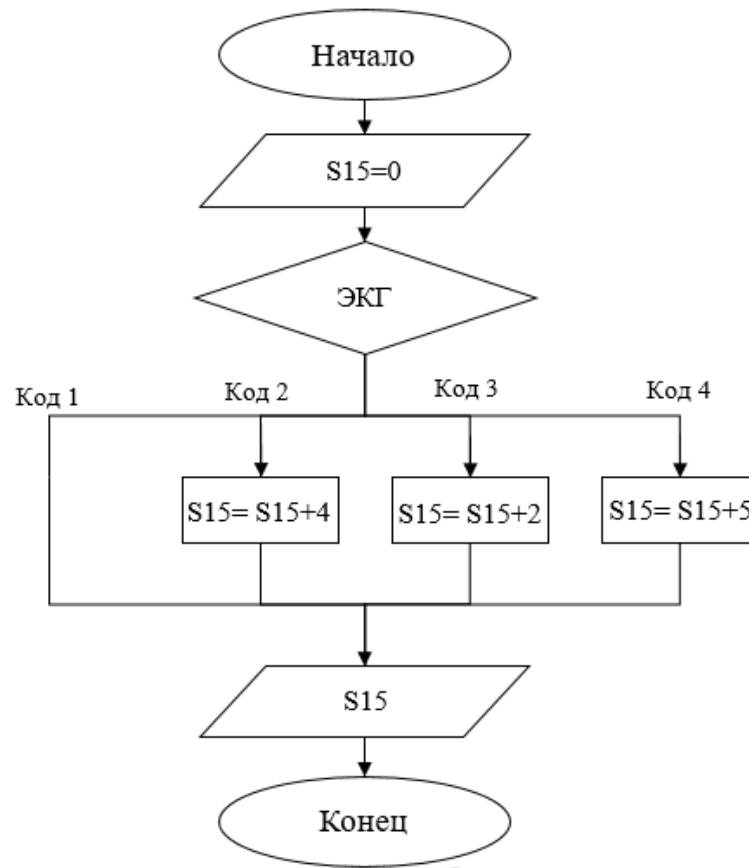 Начало
S15=0
ЭКГ
Код 1
Код 2
Код 3
Код 4
S15= S15+4
S15= S15+2
S15= S15+5
S15
Конец